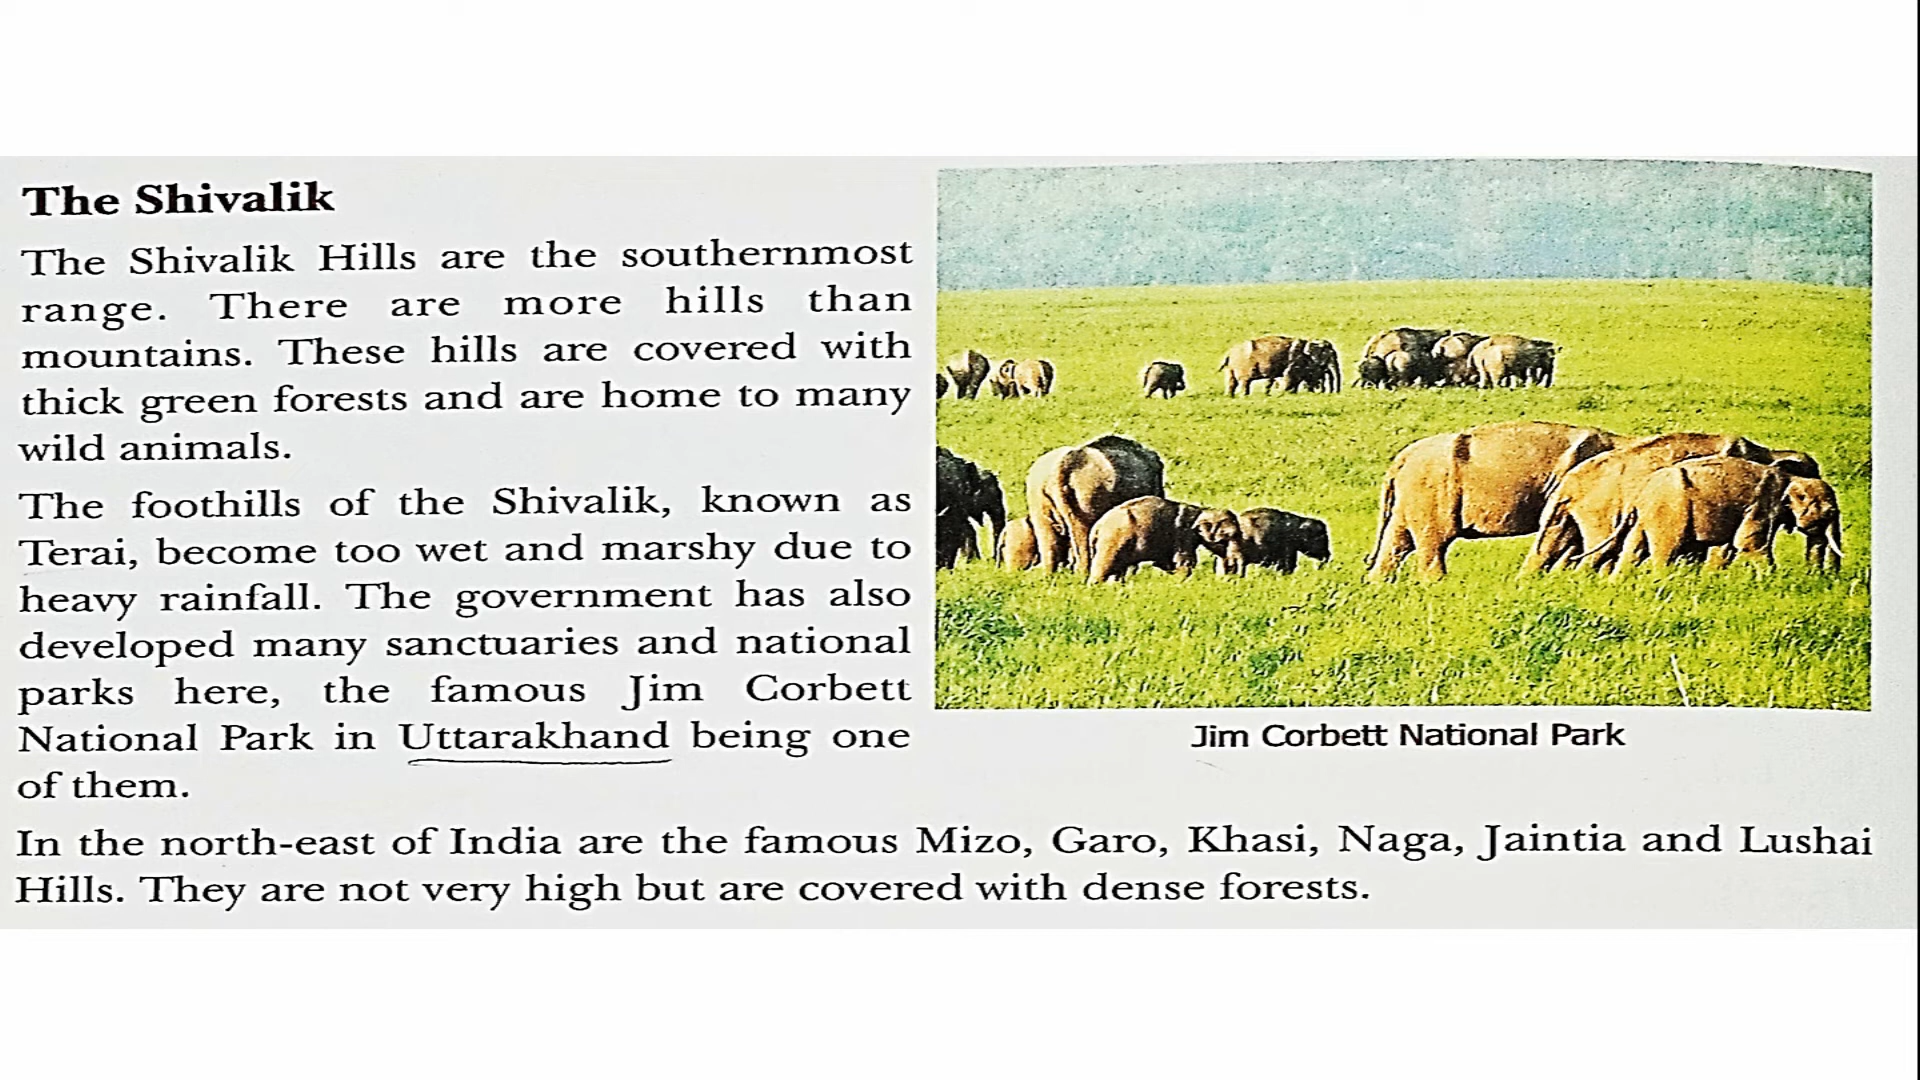 The Shivalik
The Shivalik Hills are the southernmost
range. There are more hills than
mountains. These hills are covered with
thick green forests and are home to many
wild animals.
The foothills of the Shivalik, known as
Terai, become too wet and marshy due to
heavy rainfall. The government has also
developed many sanctuaries and national
parks here, the famous Jim Corbett
National Park in Uttarakhand being one
of them.
Jim Corbett National Park
In the north-east of India are the famous Mizo, Garo, Khasi, Naga, Jaintia and Lushai
Hills. They are not very high but are covered with dense forests.